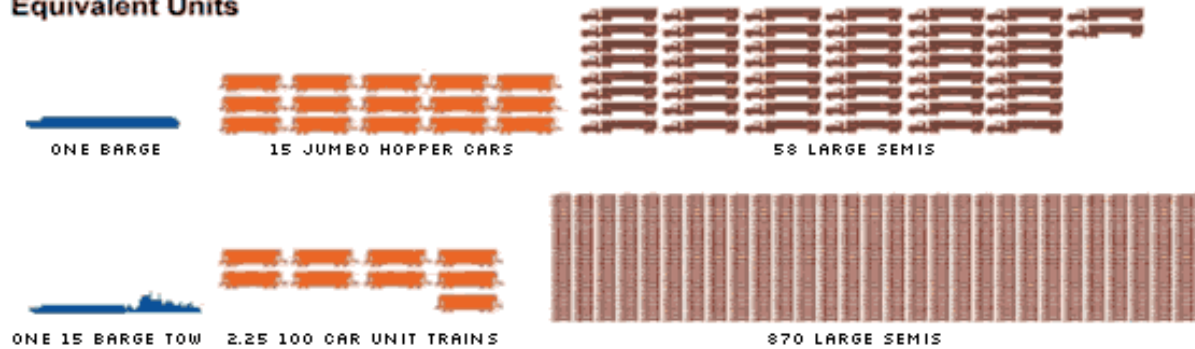 Equivalent Units
ONE BARGE
15 JUMBO HOPPER CARS
58 LARGE SEMIS
ONE 15 BARGE TOW
2.25 100 CAR UNIT TRAINS
870 LARGE SEMIS